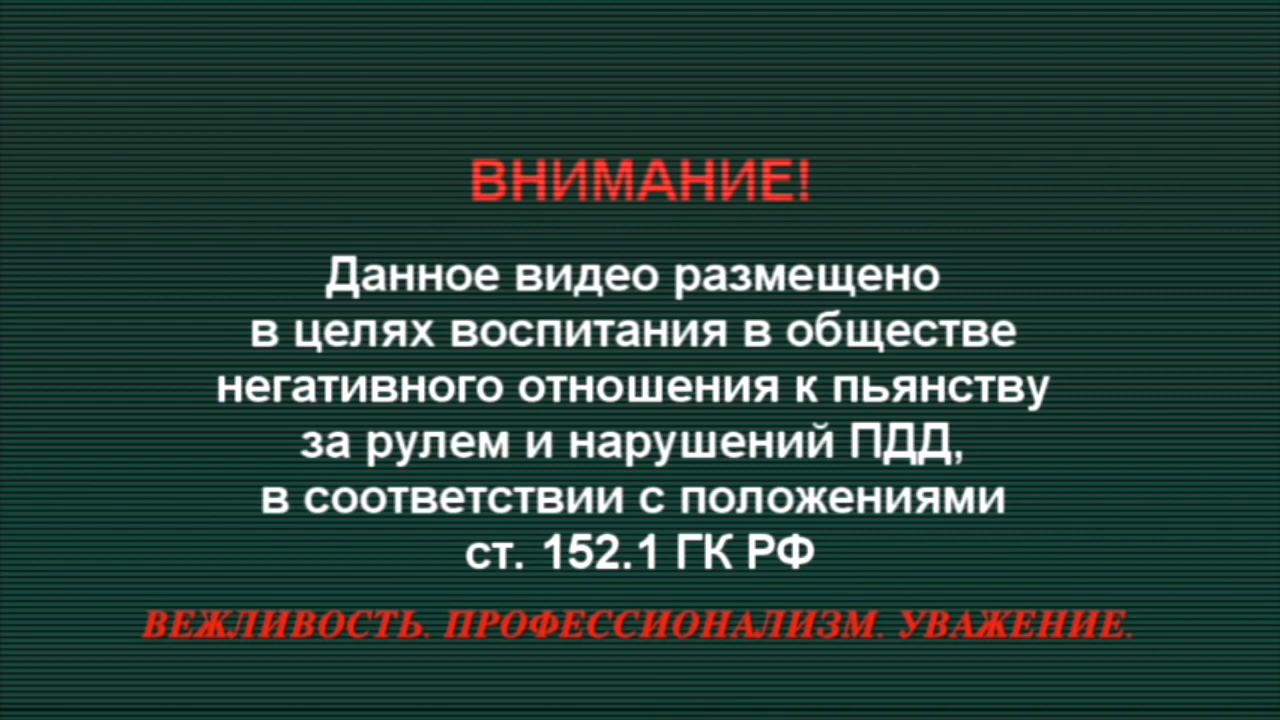 ВНИМАНИЕ!
Данное видео размещено
в целях воспитания в обществе
негативного отношения к пьянству
за рулем и нарушений ПДД,
в соответствии с положениями
ст. 152.1 ГК РФ
ВЕЖЛИВОСТЬ. ПРОФЕССИОНАЛИЗМ. УВАЖЕНИЕ.